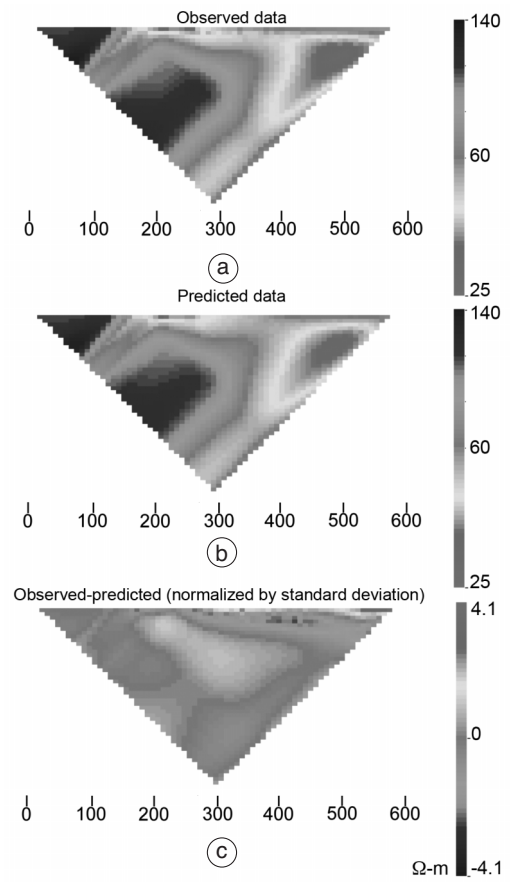 Observed data
140
60
25
0 100 200 300 400 500 600
a
Predicted data
140
60
25
0 100 200 300 400 500 600
b
Observed-predicted (normalized by standard deviation)
4.1
0
-4.1
0 100 200 300 400 500 600
c
Ω-m